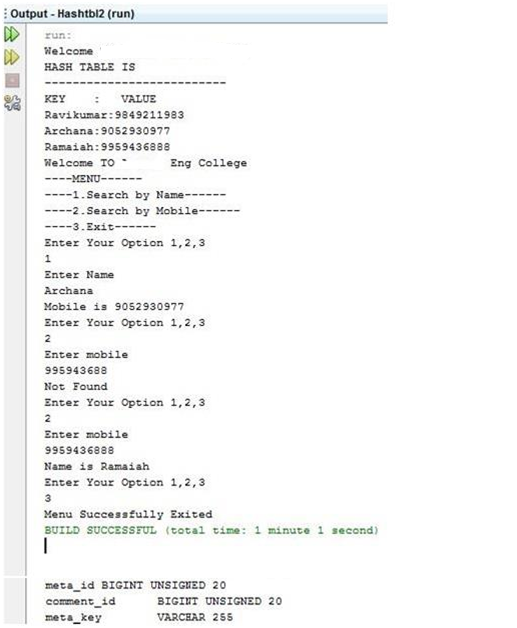 Output - Hashtbl2 (run)
run:
Welcome
HASH TABLE IS
--------------------------
KEY    :   VALUE
Ravikumar:9849211983
Archana:9052930977
Ramaiah:9959436888
Welcome TO         Eng College
----MENU------
----1.Search by Name------
----2.Search by Mobile------
----3.Exit------
Enter Your Option 1,2,3
1
Enter Name
Archana
Mobile is 9052930977
Enter Your Option 1,2,3
2
Enter mobile
995943688
Not Found
Enter Your Option 1,2,3
2
Enter mobile
9959436888
Name is Ramaiah
Enter Your Option 1,2,3
3
Menu Successfully Exited
BUILD SUCCESSFUL (total time: 1 minute 1 second)
meta_id BIGINT UNSIGNED 20
comment_id      BIGINT UNSIGNED 20
meta_key        VARCHAR 255